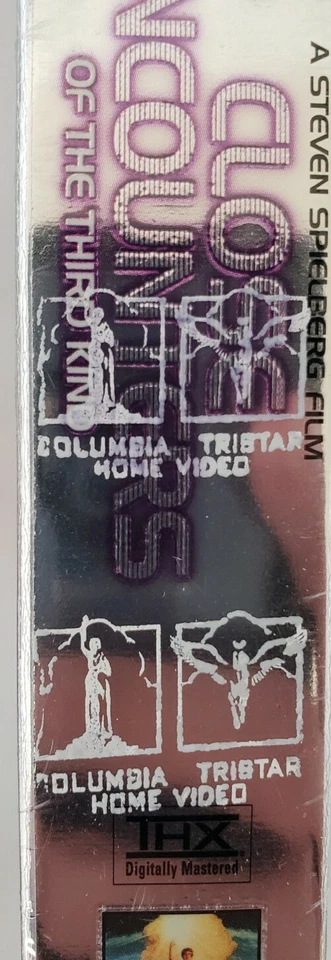 A STEVEN SPIELBERG FILM
CLOSE
NCOUNTERS
OF THE THIRD KIND
COLUMBIA TRISTAR
HOME VIDEO
COLUMBIA TRISTAR
HOME VIDEO
THX
Digitally Mastered